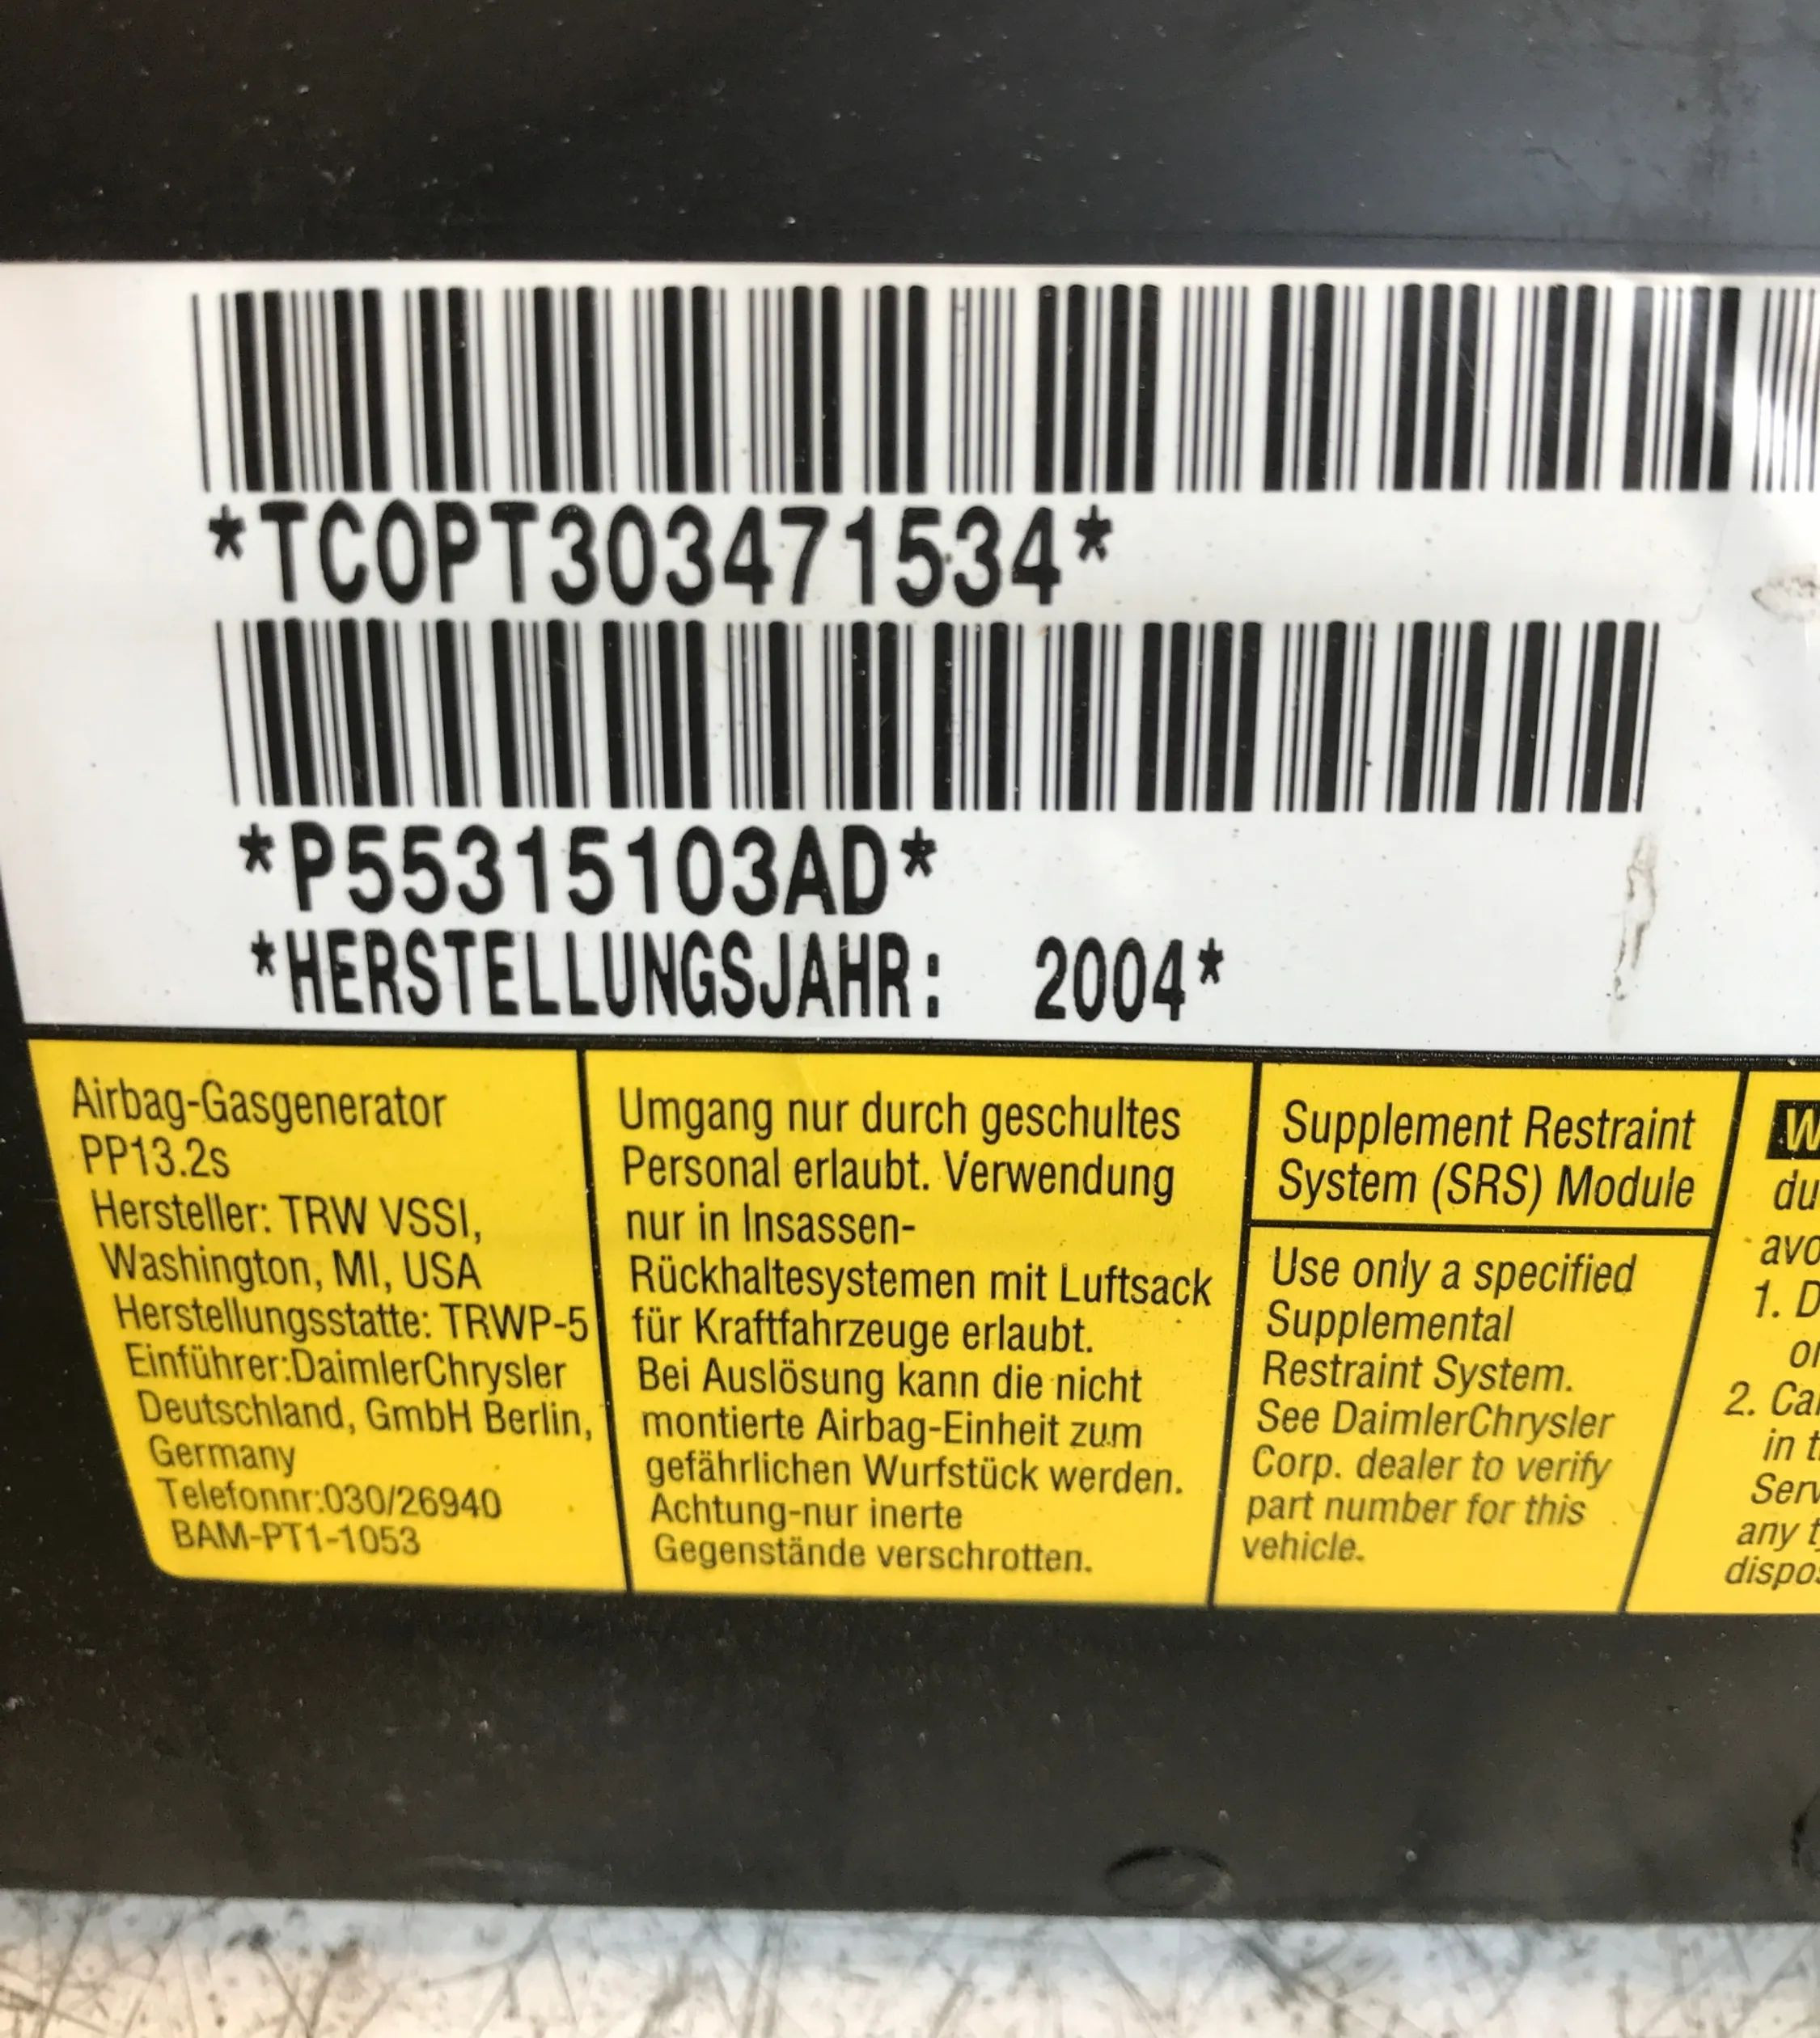 *TCOPT303471534*
*P55315103AD*
*HERSTELLUNGSJAHR: 2004*
Airbag-Gasgenerator
PP13.2s
Hersteller: TRW VSSI,
Washington, MI, USA
Herstellungsstatte: TRWP-5
Einführer:DaimlerChrysler
Deutschland, GmbH Berlin,
Germany
Telefonnr:030/26940
BAM-PT1-1053
Umgang nur durch geschultes
Personal erlaubt. Verwendung
nur in Insassen-
Rückhaltesystemen mit Luftsack
für Kraftfahrzeuge erlaubt.
Bei Auslösung kann die nicht
montierte Airbag-Einheit zum
gefährlichen Wurfstück werden.
Achtung-nur inerte
Gegenstände verschrotten.
Supplement Restraint
System (SRS) Module
Use only a specified
Supplemental
Restraint System.
See DaimlerChrysler
Corp. dealer to verify
part number for this
vehicle.
1.
2.
in
any